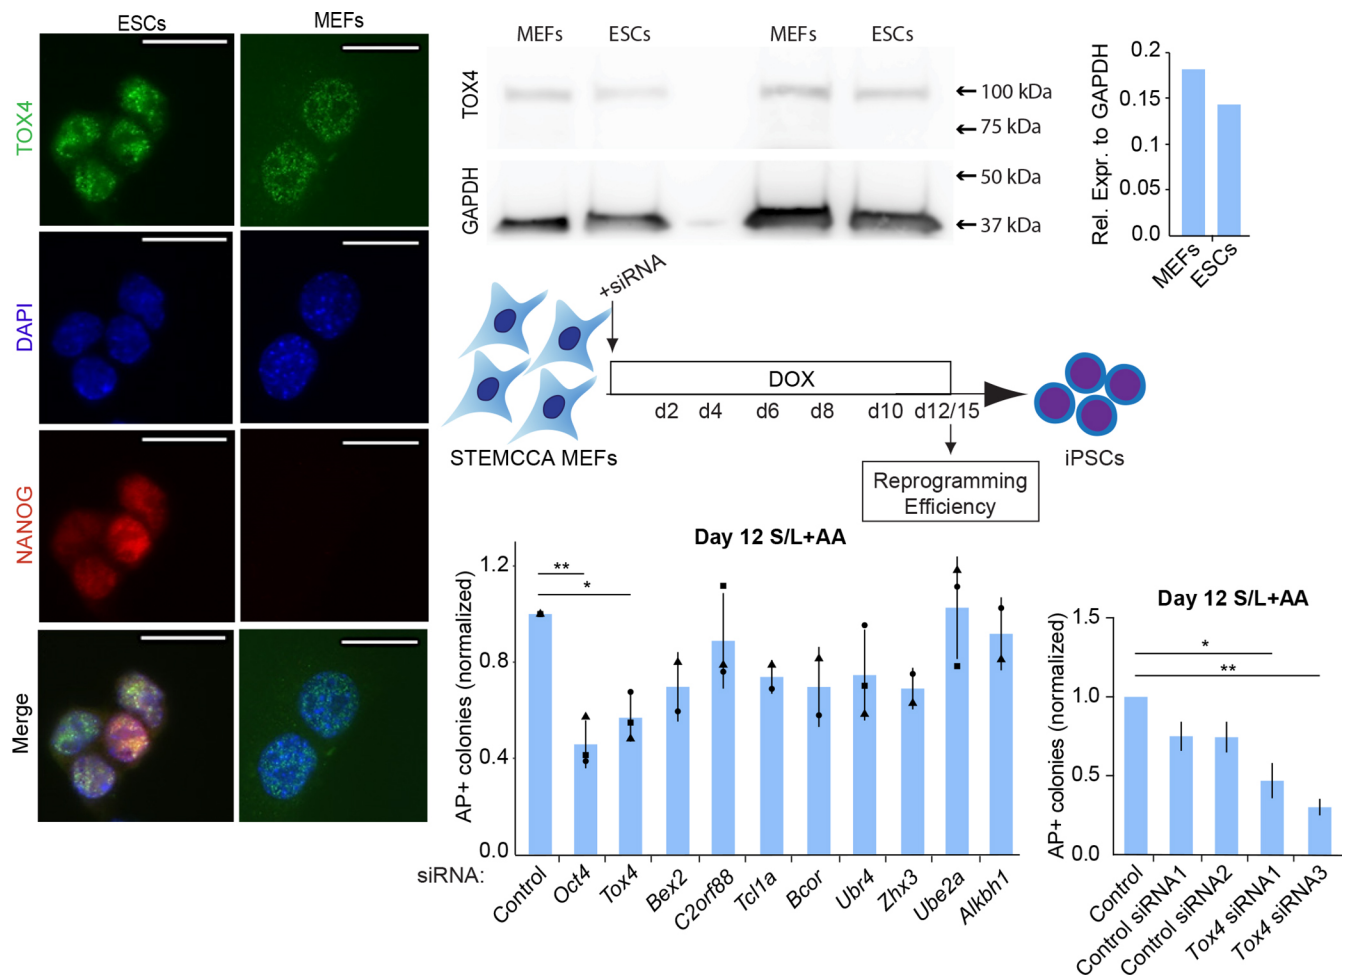 ESCs
MEFs
TOX4
DAPI
NANOG
Merge
MEFs
ESCs
MEFs
ESCs
TOX4
100 kDa
75 kDa
GAPDH
50 kDa
37 kDa
Rel. Expr. to GAPDH
0.2
0.15
0.05
0.0
MEFs
ESCs
+siRNA
DOX
d2
d4
d6
d8
d10
d12/15
STEMCCA MEFs
iPSCs
Reprogramming
Efficiency
Day 12 S/L+AA
AP+ colonies (normalized)
1.2
0.8
0.4
0.0
**
*
siRNA:
Control
Oct4
Tox4
Bex2
C2orf88
Tcl1a
Bcor
Ubr4
Zhx3
Ube2a
Alkbh1
Day 12 S/L+AA
AP+ colonies (normalized)
1.5
1.0
0.5
0.0
*
**
Control
Control siRNA1
Control siRNA2
Tox4 siRNA1
Tox4 siRNA3